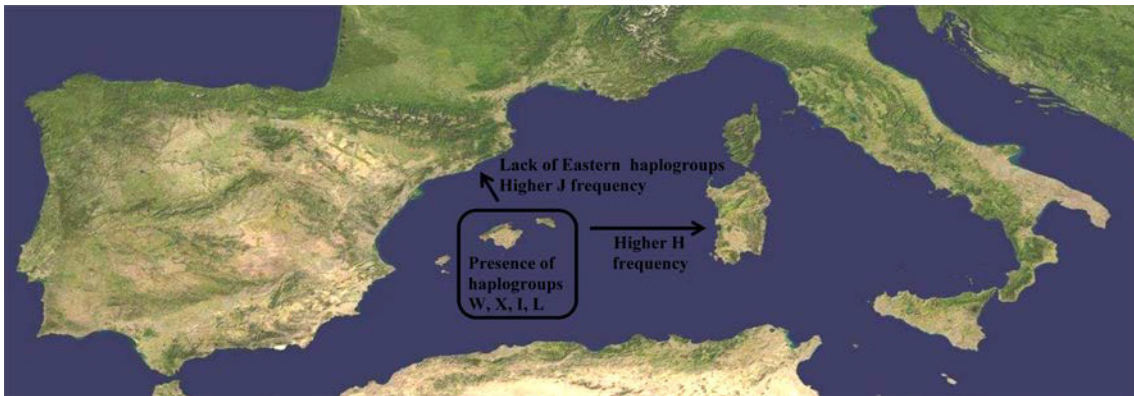 Lack of Eastern haplogroups
Higher J frequency
Higher H
frequency
Presence of
haplogroups
W, X, I, L